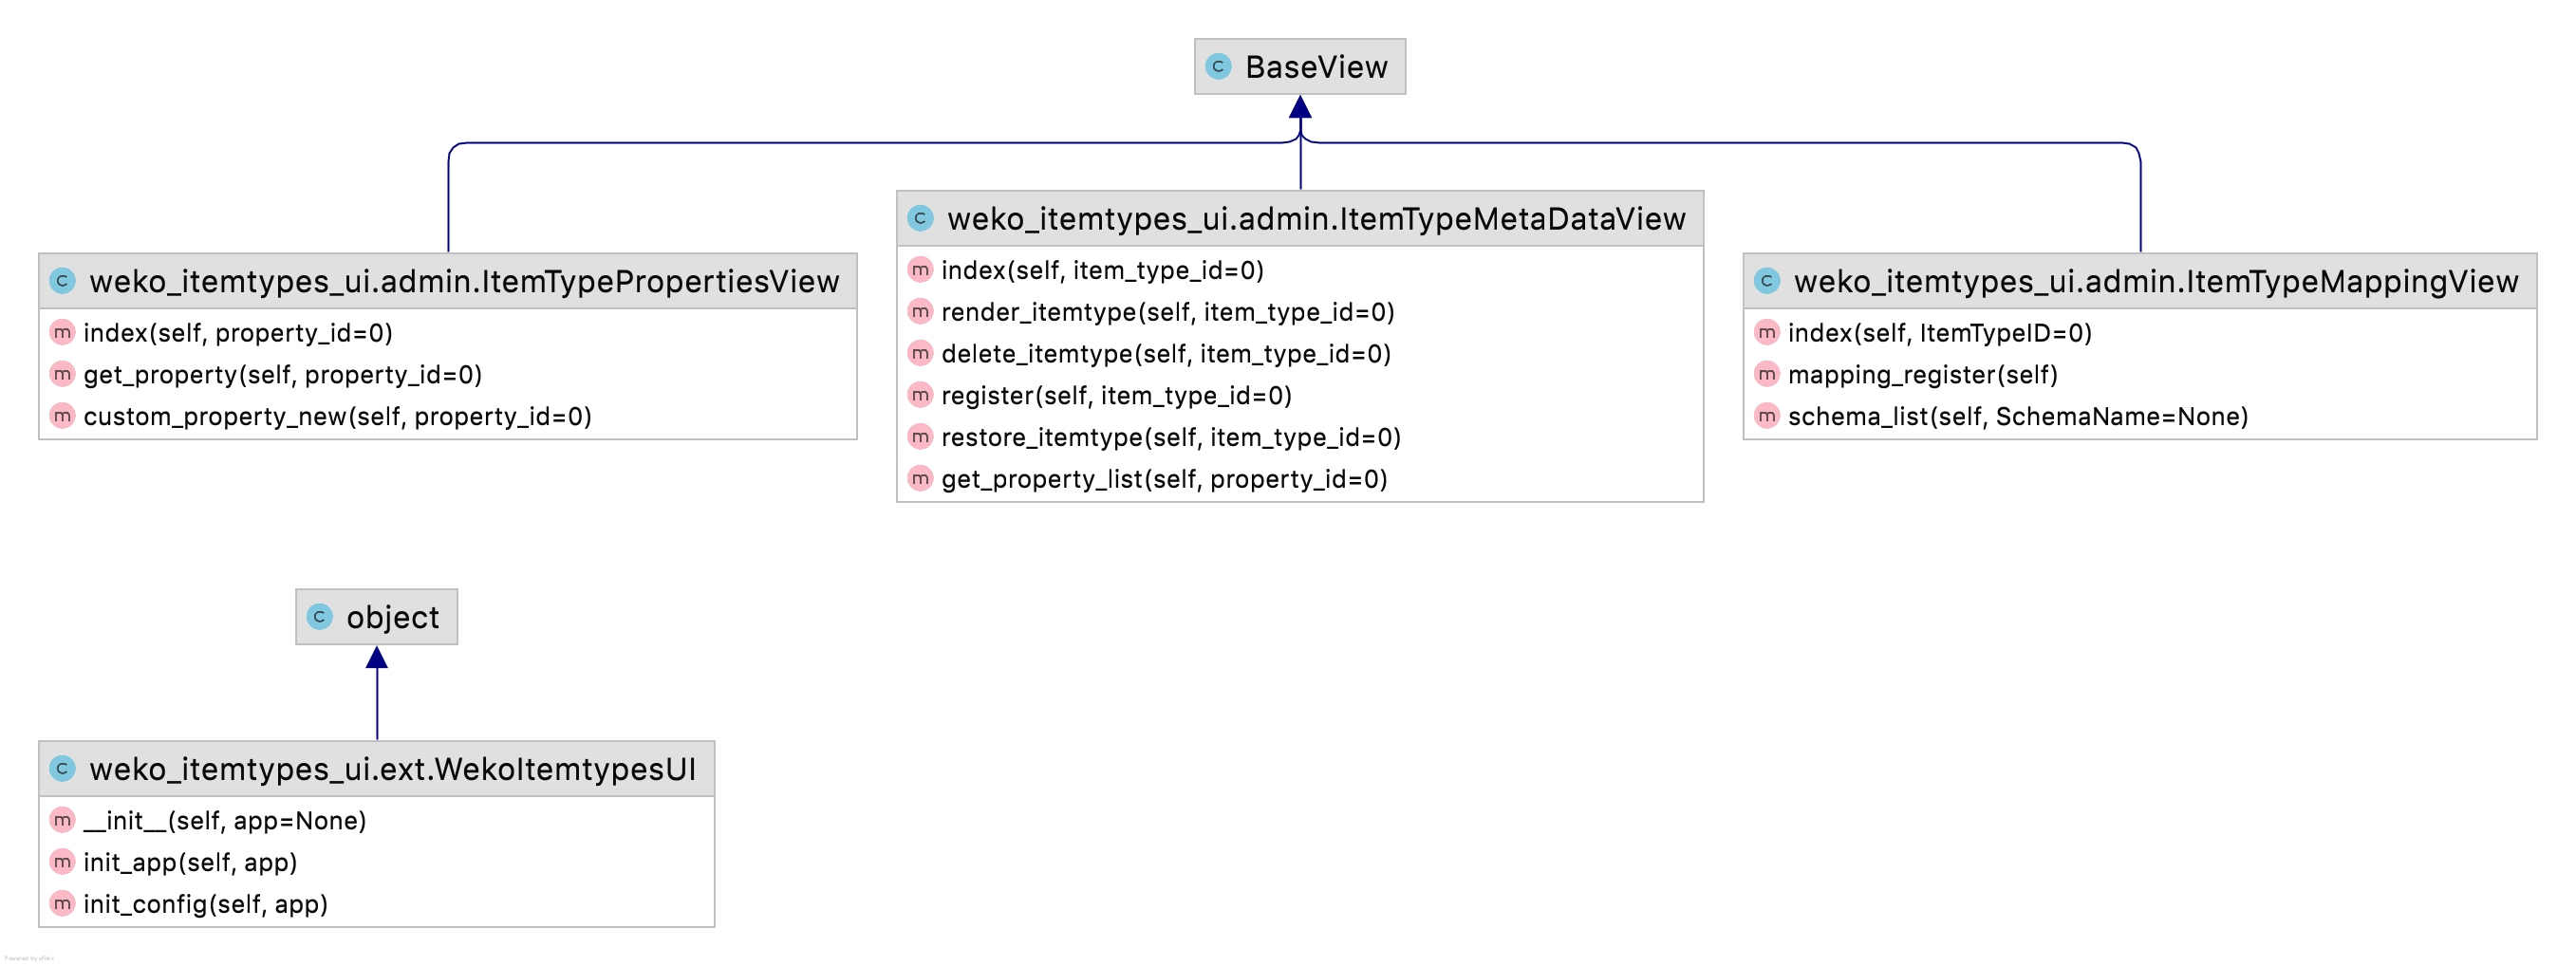 C BaseView
C weko_itemtypes_ui.admin.ItemTypePropertiesView
m index(self, property_id=0)
m get_property(self, property_id=0)
m custom_property_new(self, property_id=0)
C weko_itemtypes_ui.admin.ItemTypeMetaDataView
m index(self, item_type_id=0)
m render_itemtype(self, item_type_id=0)
m delete_itemtype(self, item_type_id=0)
m register(self, item_type_id=0)
m restore_itemtype(self, item_type_id=0)
m get_property_list(self, property_id=0)
C weko_itemtypes_ui.admin.ItemTypeMappingView
m index(self, ItemTypeID=0)
m mapping_register(self)
m schema_list(self, SchemaName=None)
C object
C weko_itemtypes_ui.ext.WekoItemtypesUI
m __init__(self, app=None)
m init_app(self, app)
m init_config(self, app)
Powered by yFiles